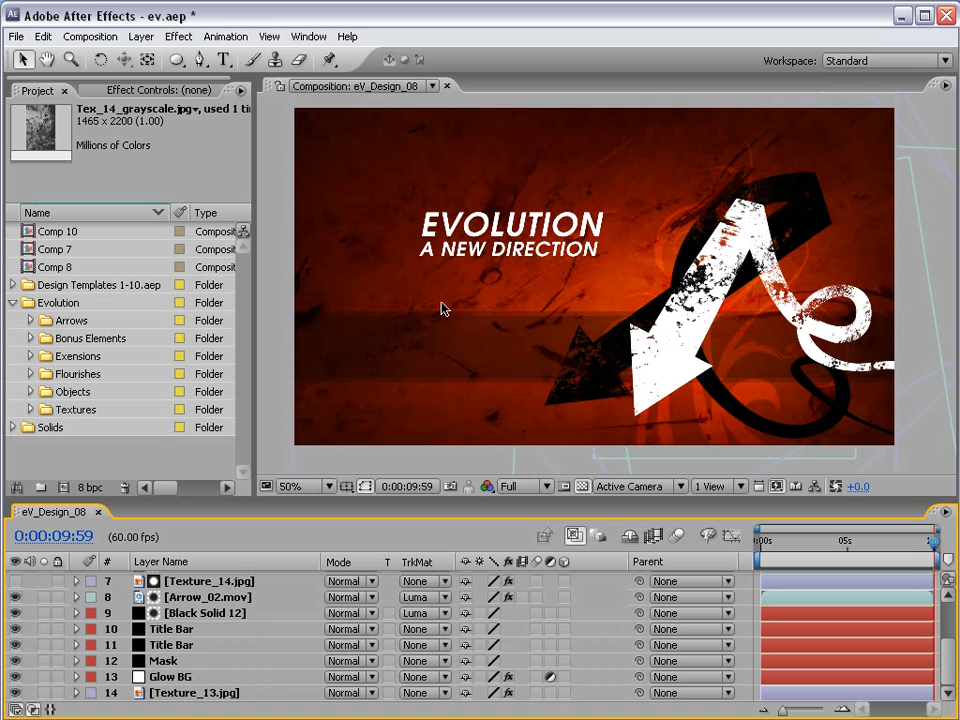 Adobe After Effects - ev.aep *
File Edit Composition Layer Effect Animation View Window Help
Workspace: Standard
Project Effect Controls: (none)
Composition: eV_Design_08
Tex_14_grayscale.jpg, used 1 ti
1465 x 2200 (1.00)
Millions of Colors
Name Type
Comp 10 Composit
Comp 7 Composit
Comp 8 Composit
Design Templates 1-10.aep Folder
Evolution Folder
Arrows Folder
Bonus Elements Folder
Exensions Folder
Flourishes Folder
Objects Folder
Textures Folder
Solids Folder
EVOLUTION
A NEW DIRECTION
8 bpc
50% 0:00:09:59 Full Active Camera 1 View +0.0
eV_Design_08
0:00:09:59 (60.00 fps)
:00s 05s
# Layer Name Mode T TrkMat Parent
7 [Texture_14.jpg] Normal None None
8 [Arrow_02.mov] Normal Luma None
9 [Black Solid 12] Normal Luma None
10 Title Bar Normal None None
11 Title Bar Normal None None
12 Mask Normal None None
13 Glow BG Normal None None
14 [Texture_13.jpg] Normal None None